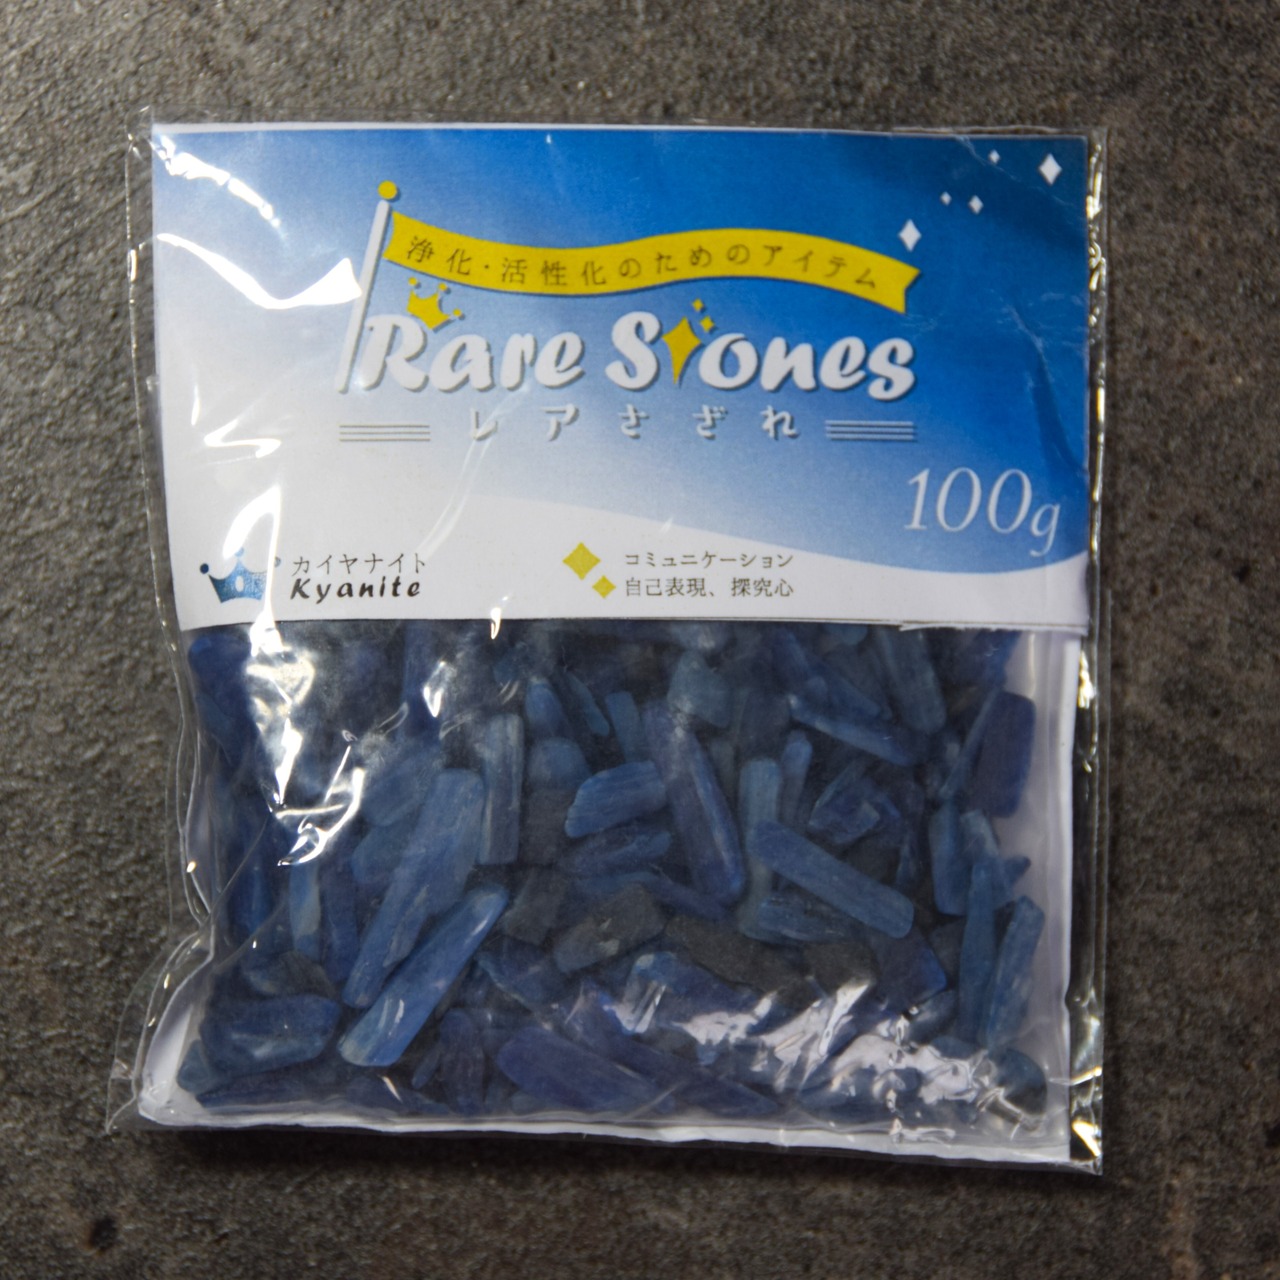 浄化・活性化のためのアイテム
Rare Stones
レアさざれ
100g
カイヤナイト
Kyanite
コミュニケーション
自己表現、探究心